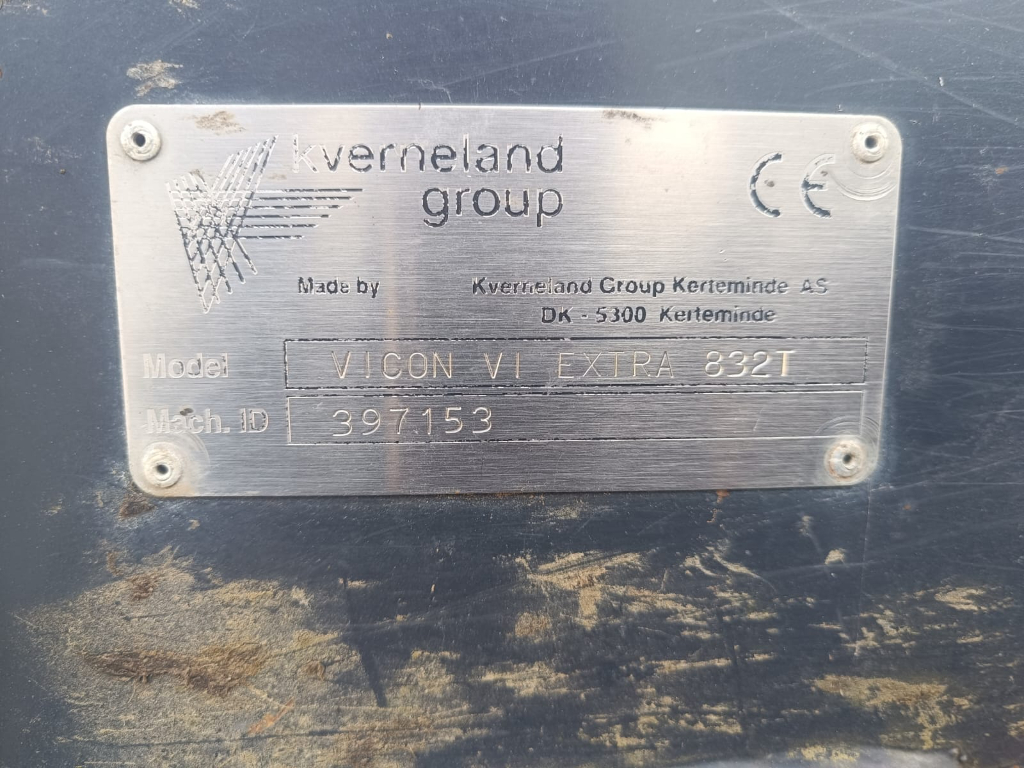 kverneland
group
CE
Made by Kverneland Group Kerteminde AS
DK - 5300 Kerteminde
Model VICON VI EXTRA 832T
Mach. ID 397153